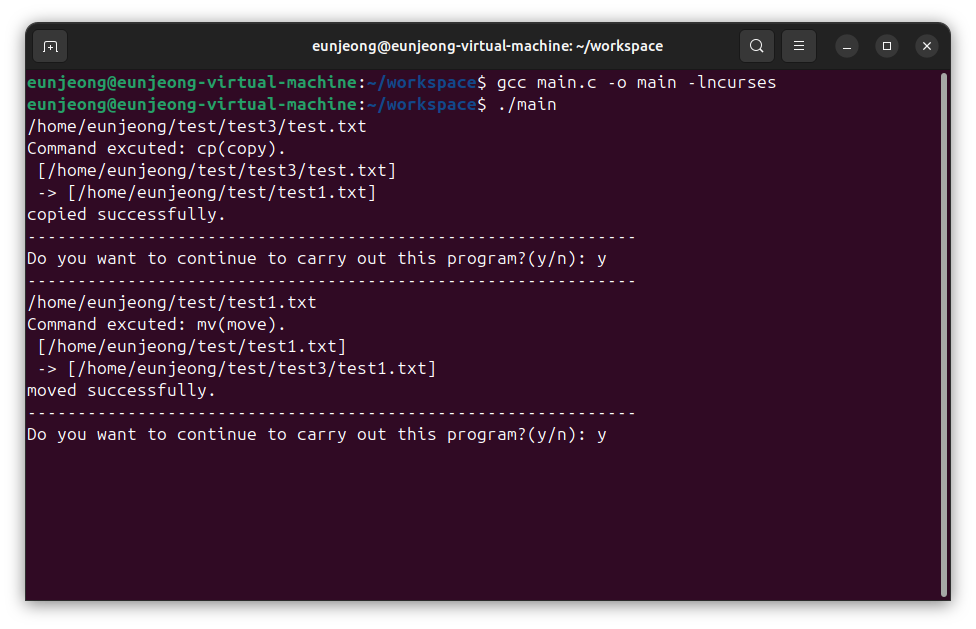 eunjeong@eunjeong-virtual-machine: ~/workspace
eunjeong@eunjeong-virtual-machine:~/workspace$ gcc main.c -o main -lncurses
eunjeong@eunjeong-virtual-machine:~/workspace$ ./main
/home/eunjeong/test/test3/test.txt
Command excuted: cp(copy).
 [/home/eunjeong/test/test3/test.txt]
 -> [/home/eunjeong/test/test1.txt]
copied successfully.
-------------------------------------------------------------
Do you want to continue to carry out this program?(y/n): y
-------------------------------------------------------------
/home/eunjeong/test/test1.txt
Command excuted: mv(move).
 [/home/eunjeong/test/test1.txt]
 -> [/home/eunjeong/test/test3/test1.txt]
moved successfully.
-------------------------------------------------------------
Do you want to continue to carry out this program?(y/n): y